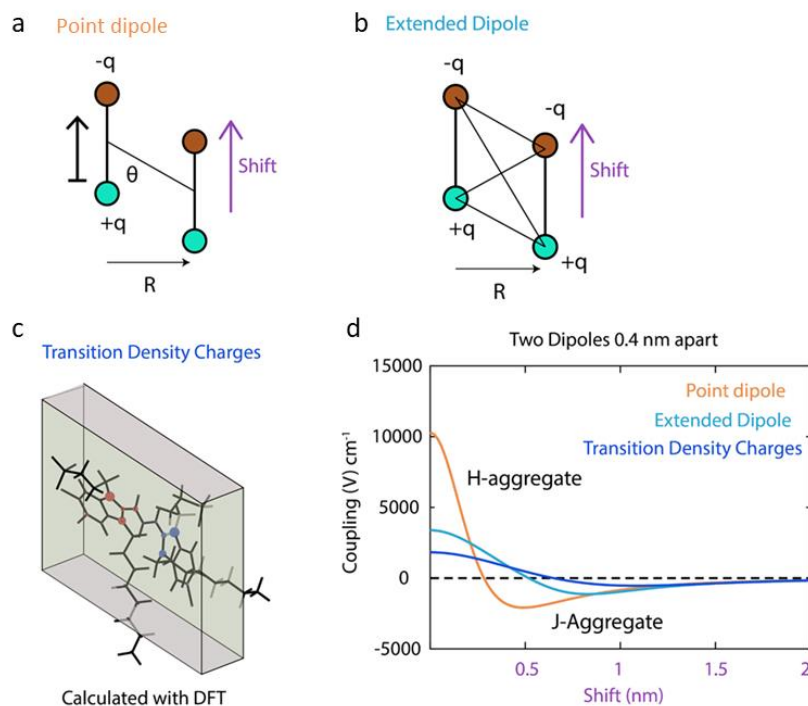 a
Point dipole
-q
θ
Shift
+q
R
b
Extended Dipole
-q
-q
Shift
+q
+q
R
c
Transition Density Charges
Calculated with DFT
d
Two Dipoles 0.4 nm apart
15000
10000
5000
0
-5000
Coupling (V) cm⁻¹
Point dipole
Extended Dipole
Transition Density Charges
H-aggregate
J-Aggregate
0.5
1
1.5
2
Shift (nm)